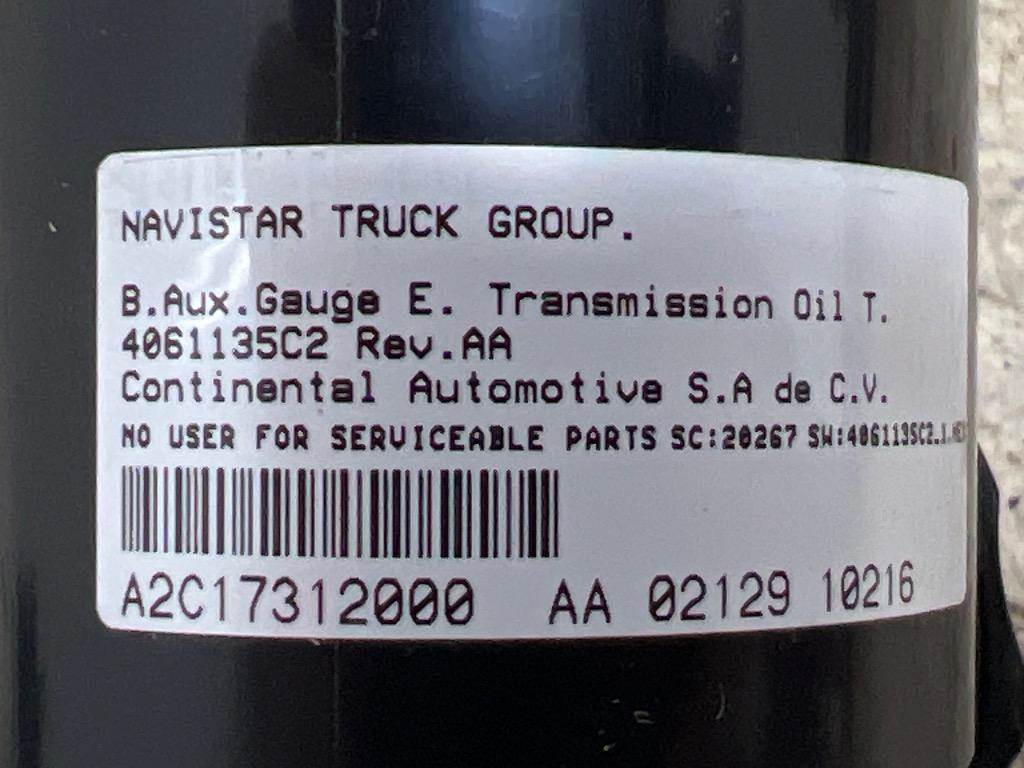 NAVISTAR TRUCK GROUP.
B.Aux.Gauge E. Transmission Oil T.
4061135C2 Rev.AA
Continental Automotive S.A de C.V.
NO USER FOR SERVICEABLE PARTS SC:20267
A2C17312000 AA 02129 10216